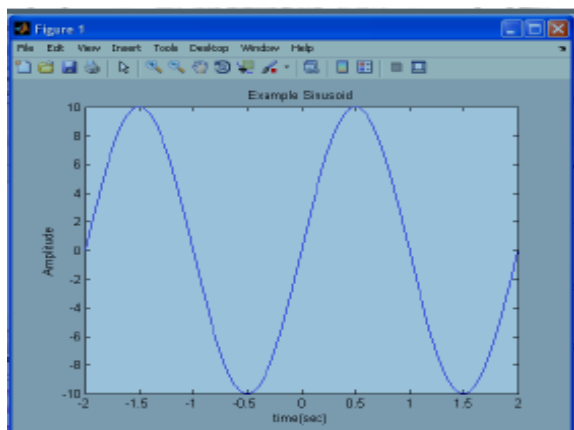 Figure 1
File Edit View Insert Tools Desktop Window Help
Example Sinusoid
10
8
6
4
2
0
-2
-4
-6
-8
-10
Amplitude
-2 -1.5 -1 -0.5 0 0.5 1 1.5 2
time(sec)